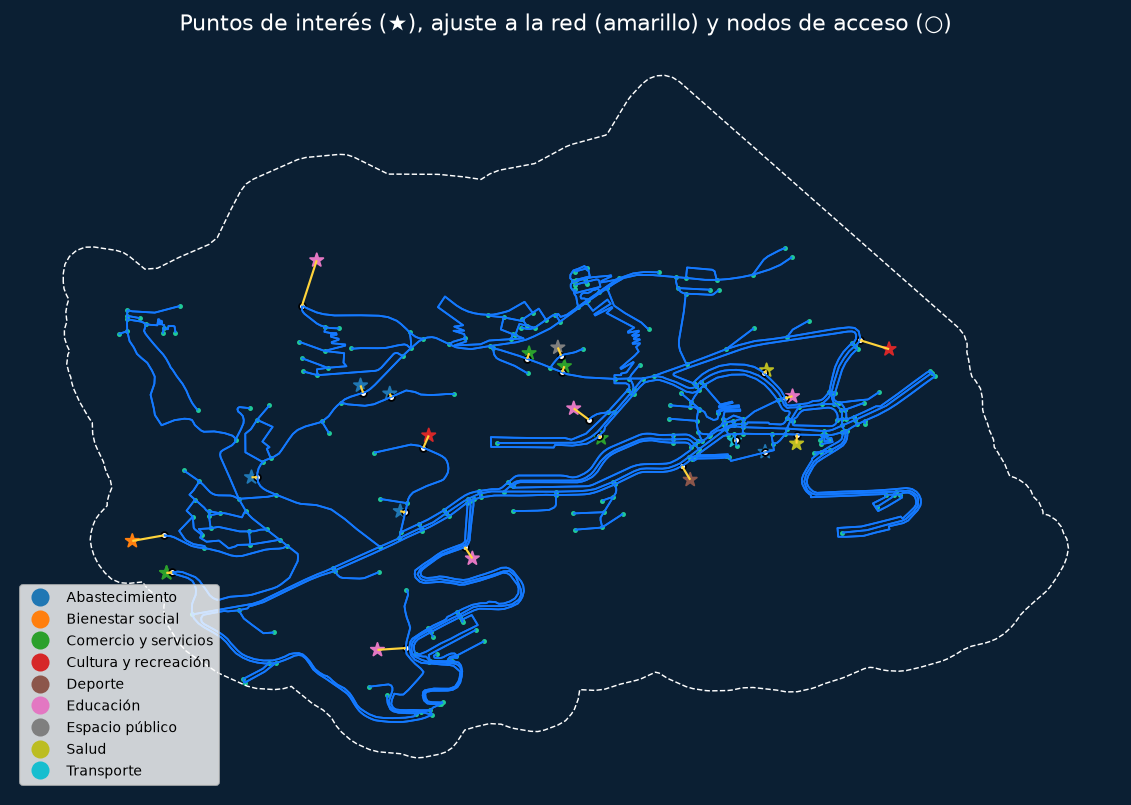 Puntos de interés (★), ajuste a la red (amarillo) y nodos de acceso (○)
Abastecimiento
Bienestar social
Comercio y servicios
Cultura y recreación
Deporte
Educación
Espacio público
Salud
Transporte